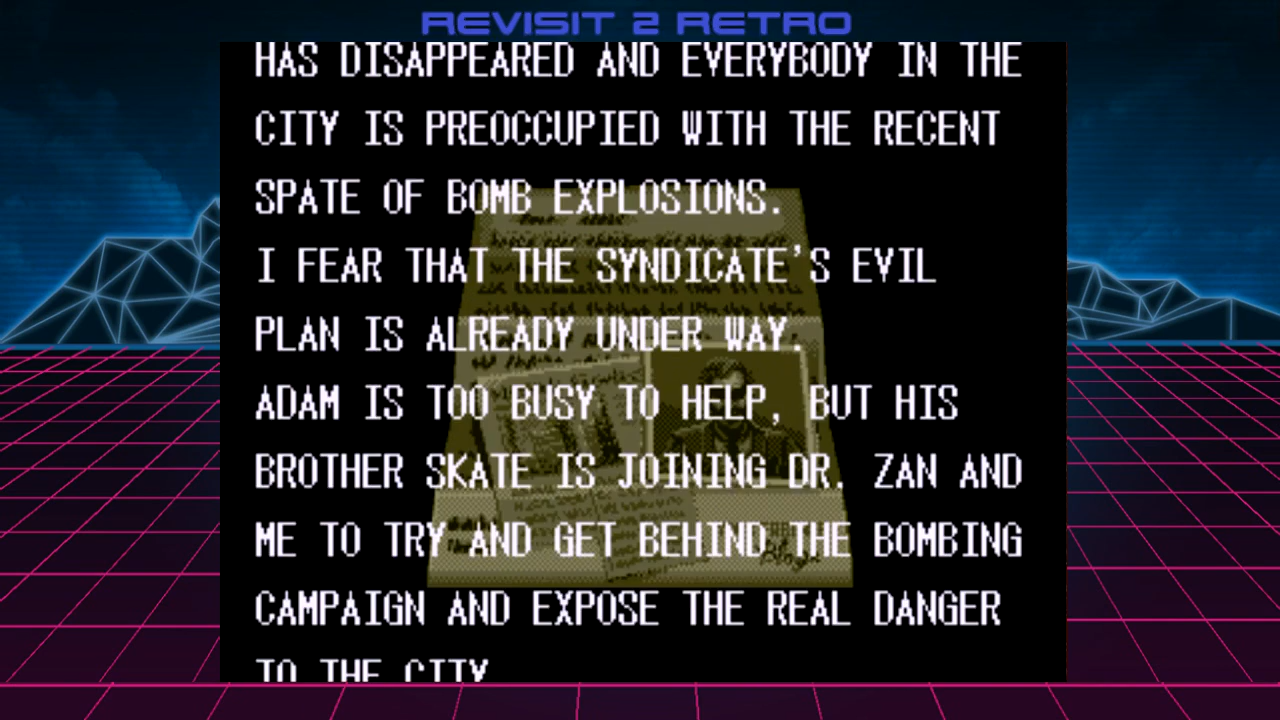 REVISIT 2 RETRO
HAS DISAPPEARED AND EVERYBODY IN THE
CITY IS PREOCCUPIED WITH THE RECENT
SPATE OF BOMB EXPLOSIONS.
I FEAR THAT THE SYNDICATE'S EVIL
PLAN IS ALREADY UNDER WAY.
ADAM IS TOO BUSY TO HELP, BUT HIS
BROTHER SKATE IS JOINING DR. ZAN AND
ME TO TRY AND GET BEHIND THE BOMBING
CAMPAIGN AND EXPOSE THE REAL DANGER
TO THE CITY